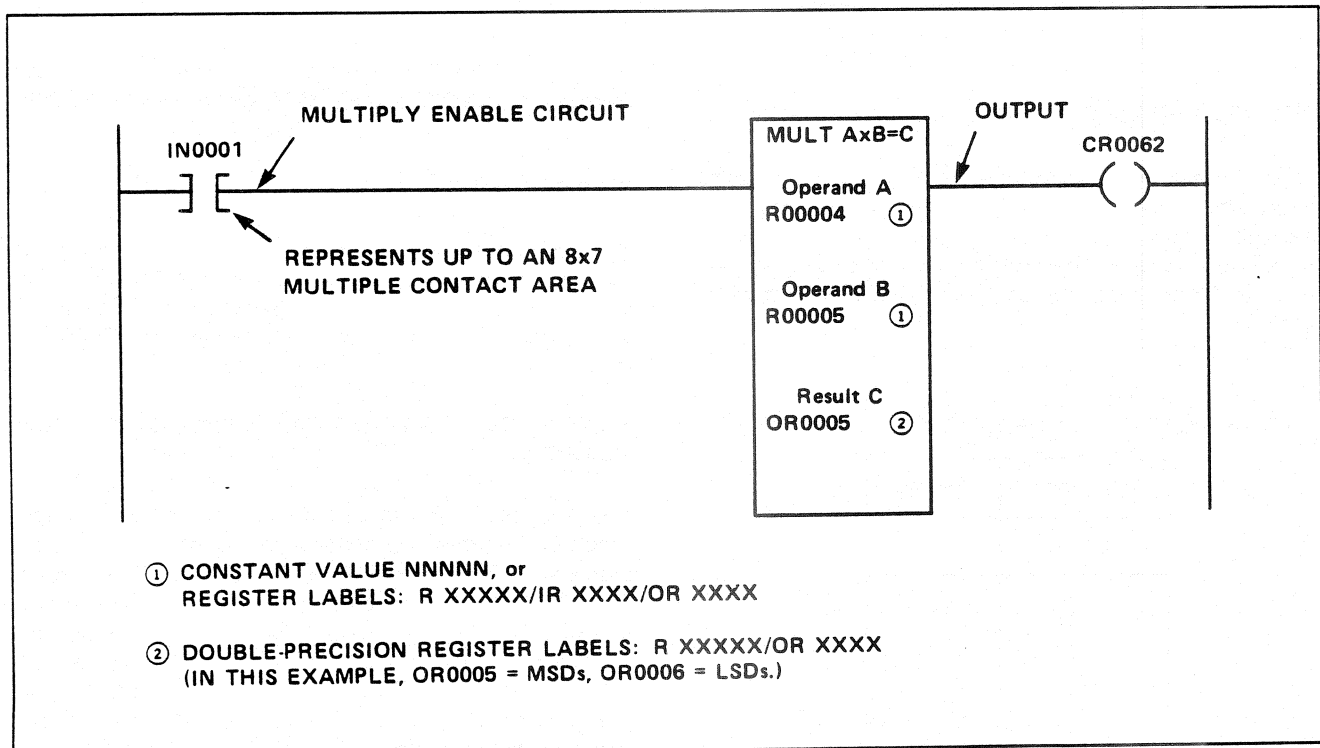 MULTIPLY ENABLE CIRCUIT
OUTPUT
IN0001
MULT AxB=C
CR0062
Operand A
R00004 ①
REPRESENTS UP TO AN 8x7
MULTIPLE CONTACT AREA
Operand B
R00005 ①
Result C
OR0005 ②
① CONSTANT VALUE NNNNN, or
REGISTER LABELS: R XXXXX/IR XXXX/OR XXXX
② DOUBLE-PRECISION REGISTER LABELS: R XXXXX/OR XXXX
(IN THIS EXAMPLE, OR0005 = MSDs, OR0006 = LSDs.)